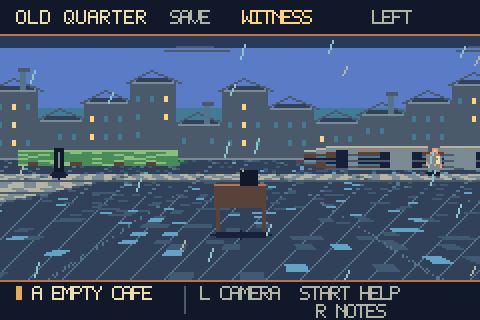 OLD QUARTER SAVE WITNESS LEFT
A EMPTY CAFE L CAMERA START HELP
R NOTES